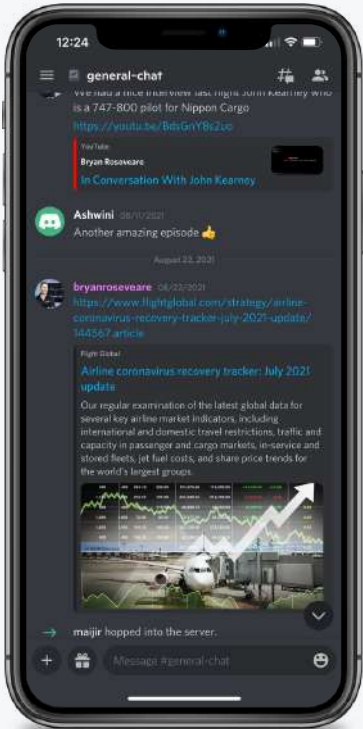 12:24
general-chat
We had a nice interview last night John Kearney who
is a 747-800 pilot for Nippon Cargo
https://youtu.be/BdsGnY8s2uo
YouTube
Bryan Roseveare
In Conversation With John Kearney
Ashwini 08/17/2021
Another amazing episode 👍
August 22, 2021
bryanroseveare 08/22/2021
https://www.flightglobal.com/strategy/airline-
coronavirus-recovery-tracker-july-2021-update/
144567.article
Flight Global
Airline coronavirus recovery tracker: July 2021
update
Our regular examination of the latest global data for
several key airline market indicators, including
international and domestic travel restrictions, traffic and
capacity in passenger and cargo markets, in-service and
stored fleets, jet fuel costs, and share price trends for
the world's largest groups.
maijir hopped into the server.
Message #general-chat